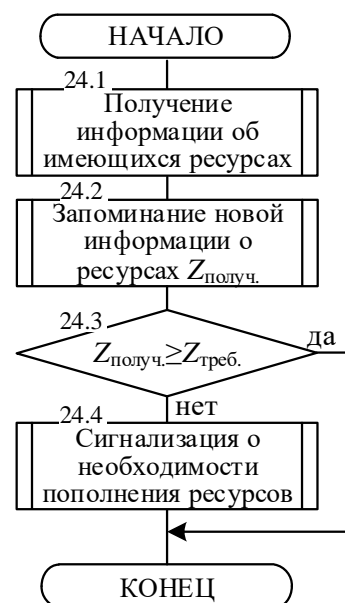 НАЧАЛО
24.1
Получение
информации об
имеющихся ресурсах
24.2
Запоминание новой
информации о
ресурсах Zполуч.
24.3
Zполуч.≥Zтреб.
да
нет
24.4
Сигнализация о
необходимости
пополнения ресурсов
КОНЕЦ